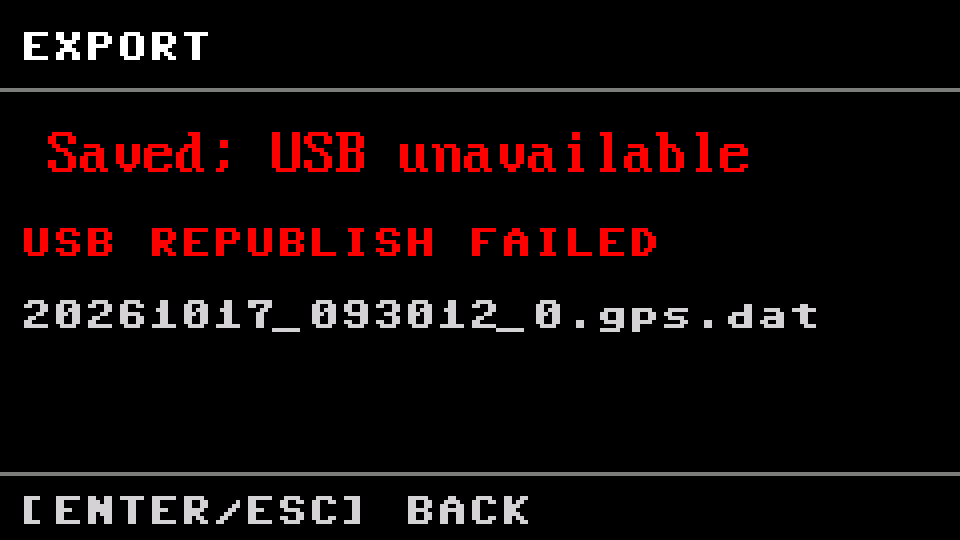 EXPORT
Saved; USB unavailable
USB REPUBLISH FAILED
20261017_093012_0.gps.dat
[ENTER/ESC] BACK